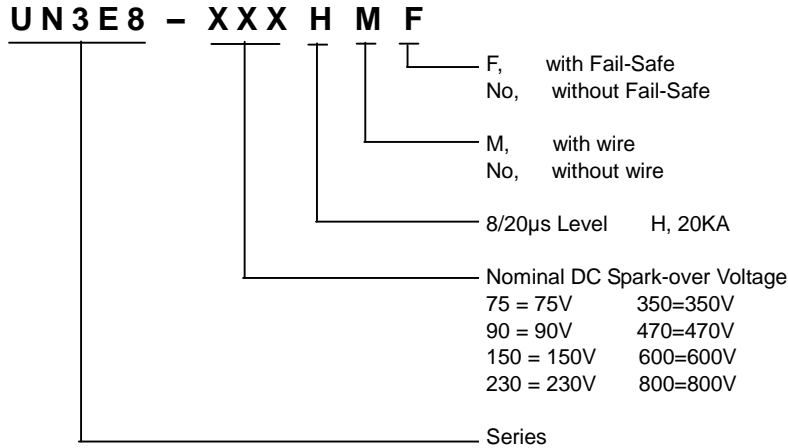 UN3E8 – XXX H M F
F, with Fail-Safe
No, without Fail-Safe
M, with wire
No, without wire
8/20µs Level H, 20KA
Nominal DC Spark-over Voltage
75 = 75V 350=350V
90 = 90V 470=470V
150 = 150V 600=600V
230 = 230V 800=800V
Series